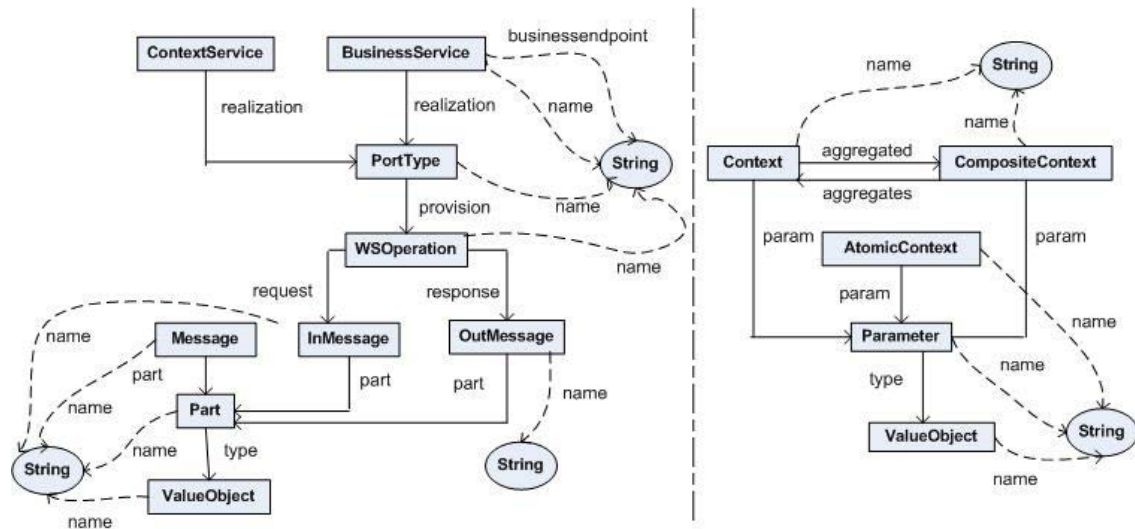 businessendpoint
ContextService
BusinessService
realization
realization
name
PortType
String
provision
name
WSOperation
name
request
response
name
Message
InMessage
OutMessage
part
part
part
name
name
Part
name
type
String
String
ValueObject
name
String
name
name
Context
aggregated
CompositeContext
aggregates
param
AtomicContext
param
param
name
Parameter
type
name
ValueObject
String
name